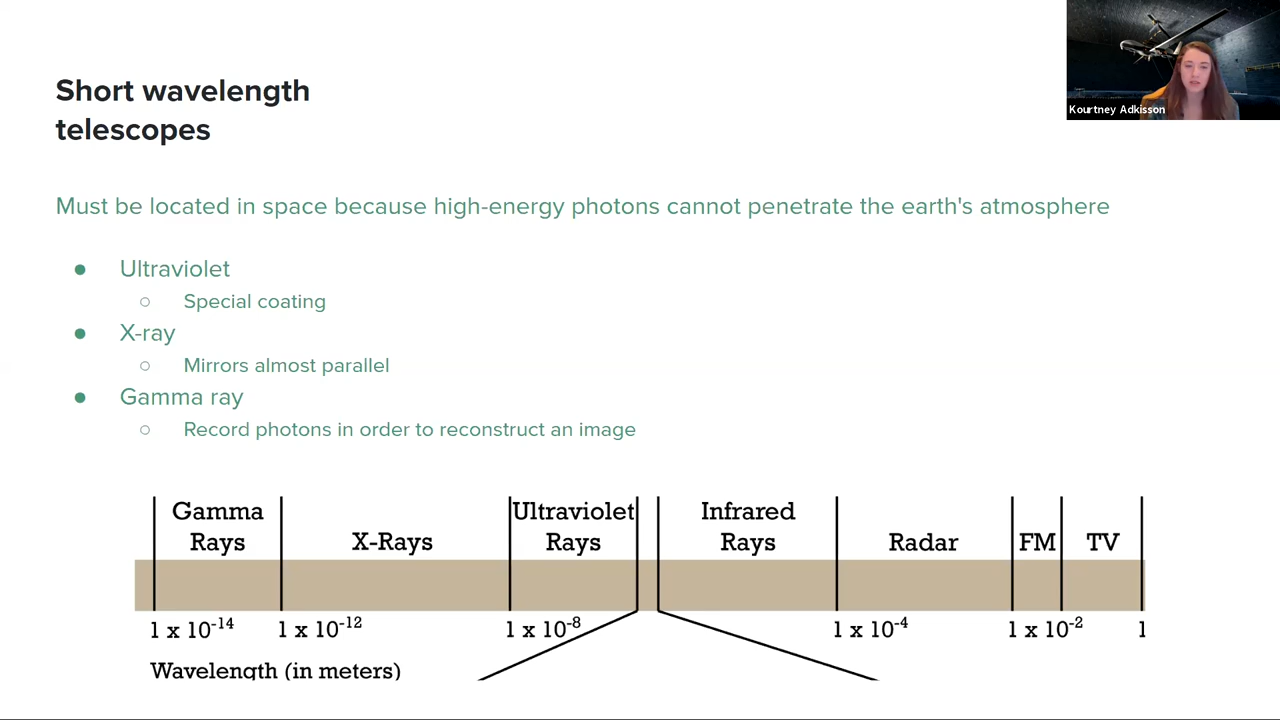 Kourtney Adkisson
Short wavelength
telescopes
Must be located in space because high-energy photons cannot penetrate the earth's atmosphere
● Ultraviolet
○ Special coating
● X-ray
○ Mirrors almost parallel
● Gamma ray
○ Record photons in order to reconstruct an image
Gamma Rays
X-Rays
Ultraviolet Rays
Infrared Rays
Radar
FM
TV
1 x 10⁻¹⁴ 1 x 10⁻¹² 1 x 10⁻⁸ 1 x 10⁻⁴ 1 x 10⁻² 1
Wavelength (in meters)